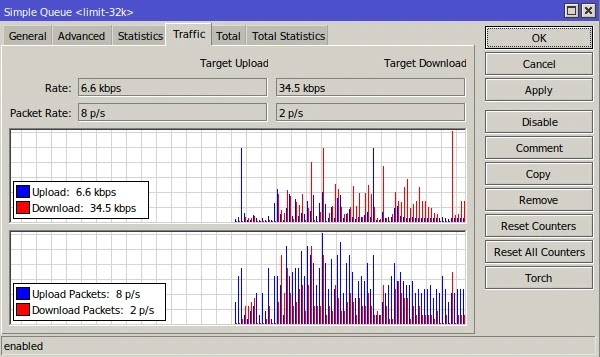 Simple Queue <limit-32k>
General Advanced Statistics Traffic Total Total Statistics
Target Upload Target Download
Rate: 6.6 kbps 34.5 kbps
Packet Rate: 8 p/s 2 p/s
Upload: 6.6 kbps
Download: 34.5 kbps
Upload Packets: 8 p/s
Download Packets: 2 p/s
OK
Cancel
Apply
Disable
Comment
Copy
Remove
Reset Counters
Reset All Counters
Torch
enabled